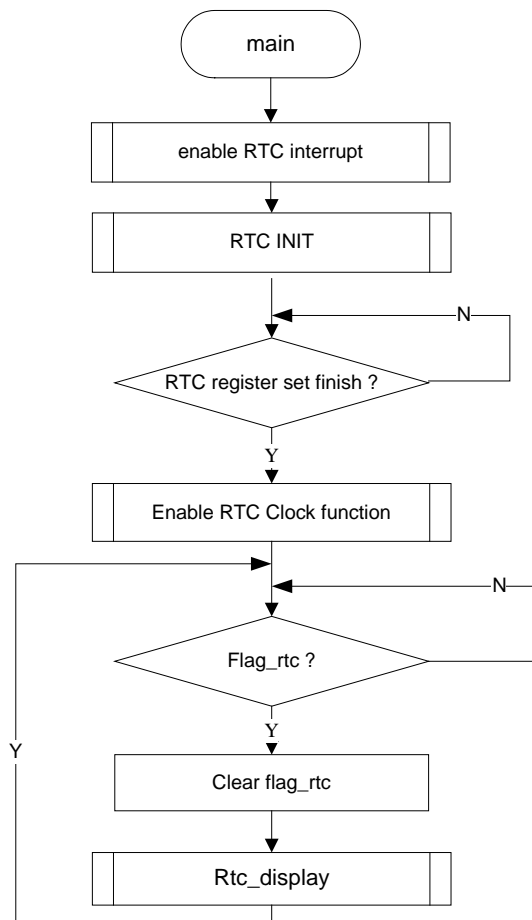 main
enable RTC interrupt
RTC INIT
N
RTC register set finish ?
Y
Enable RTC Clock function
N
Flag_rtc ?
Y
Y
Clear flag_rtc
Rtc_display